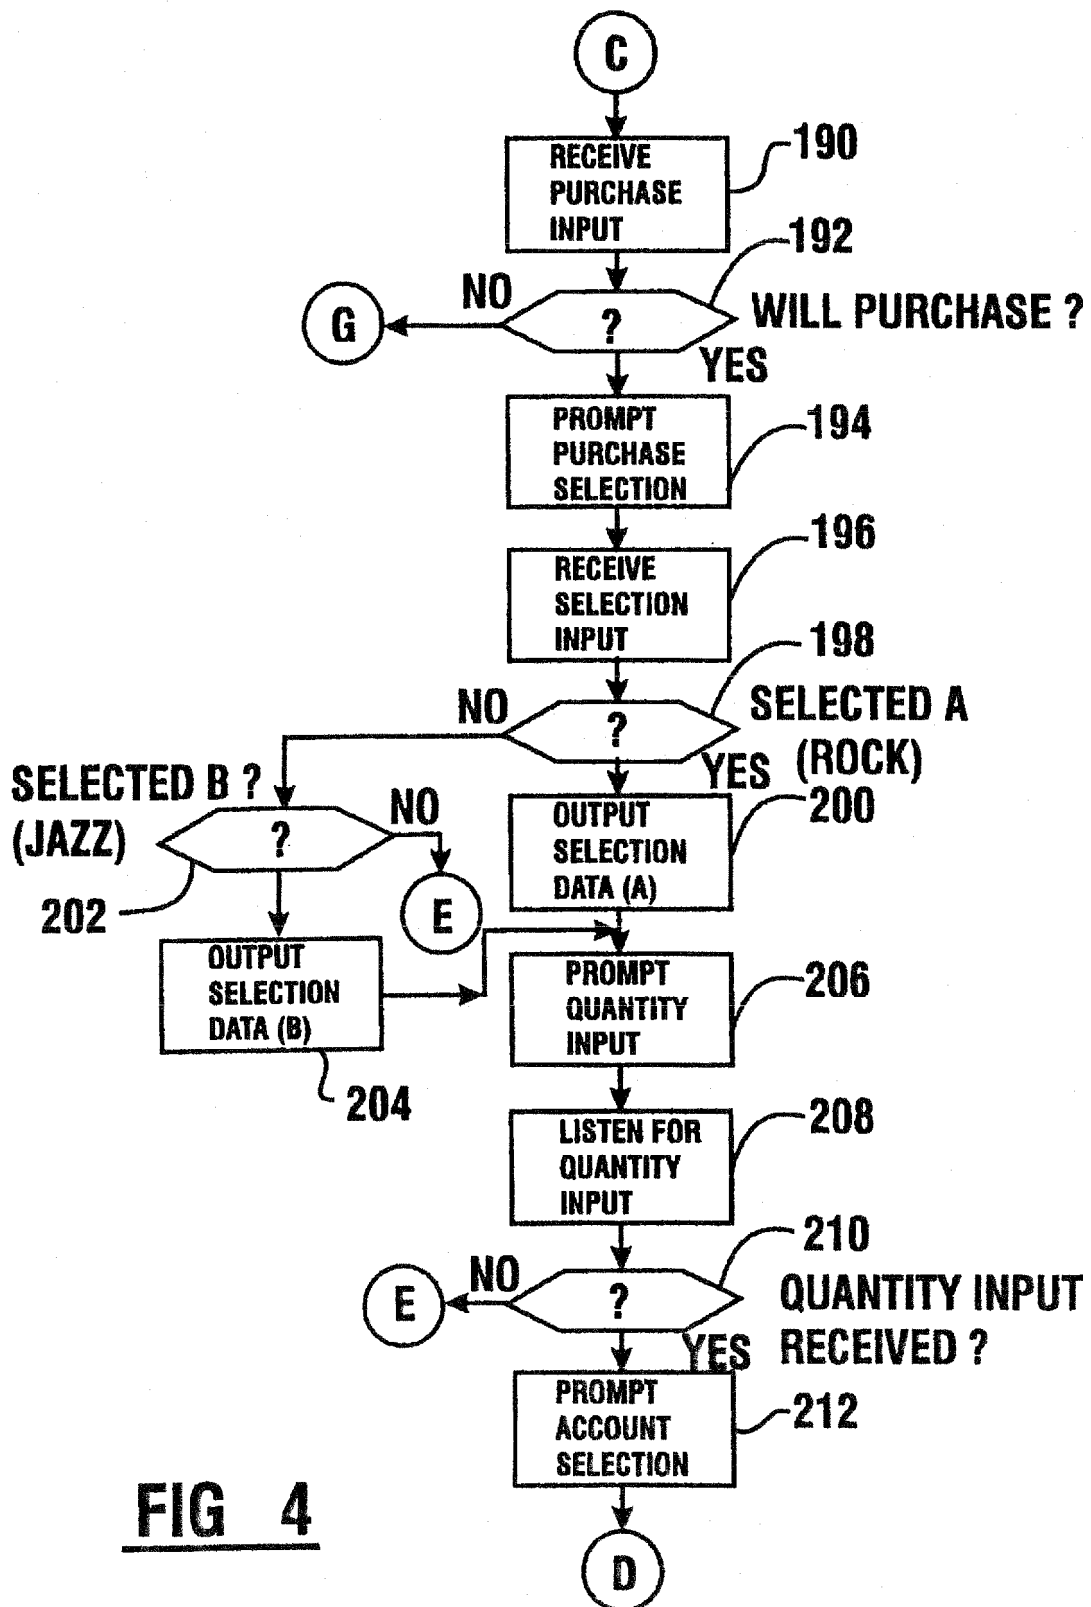 C
RECEIVE
PURCHASE
INPUT
190
192
NO
WILL PURCHASE ?
G
?
YES
PROMPT
PURCHASE
SELECTION
194
RECEIVE
SELECTION
INPUT
196
198
NO
SELECTED A
(ROCK)
?
YES
SELECTED B ?
(JAZZ)
?
NO
202
E
OUTPUT
SELECTION
DATA (A)
200
OUTPUT
SELECTION
DATA (B)
204
PROMPT
QUANTITY
INPUT
206
LISTEN FOR
QUANTITY
INPUT
208
210
NO
E
?
QUANTITY INPUT
RECEIVED ?
YES
PROMPT
ACCOUNT
SELECTION
212
D
FIG 4